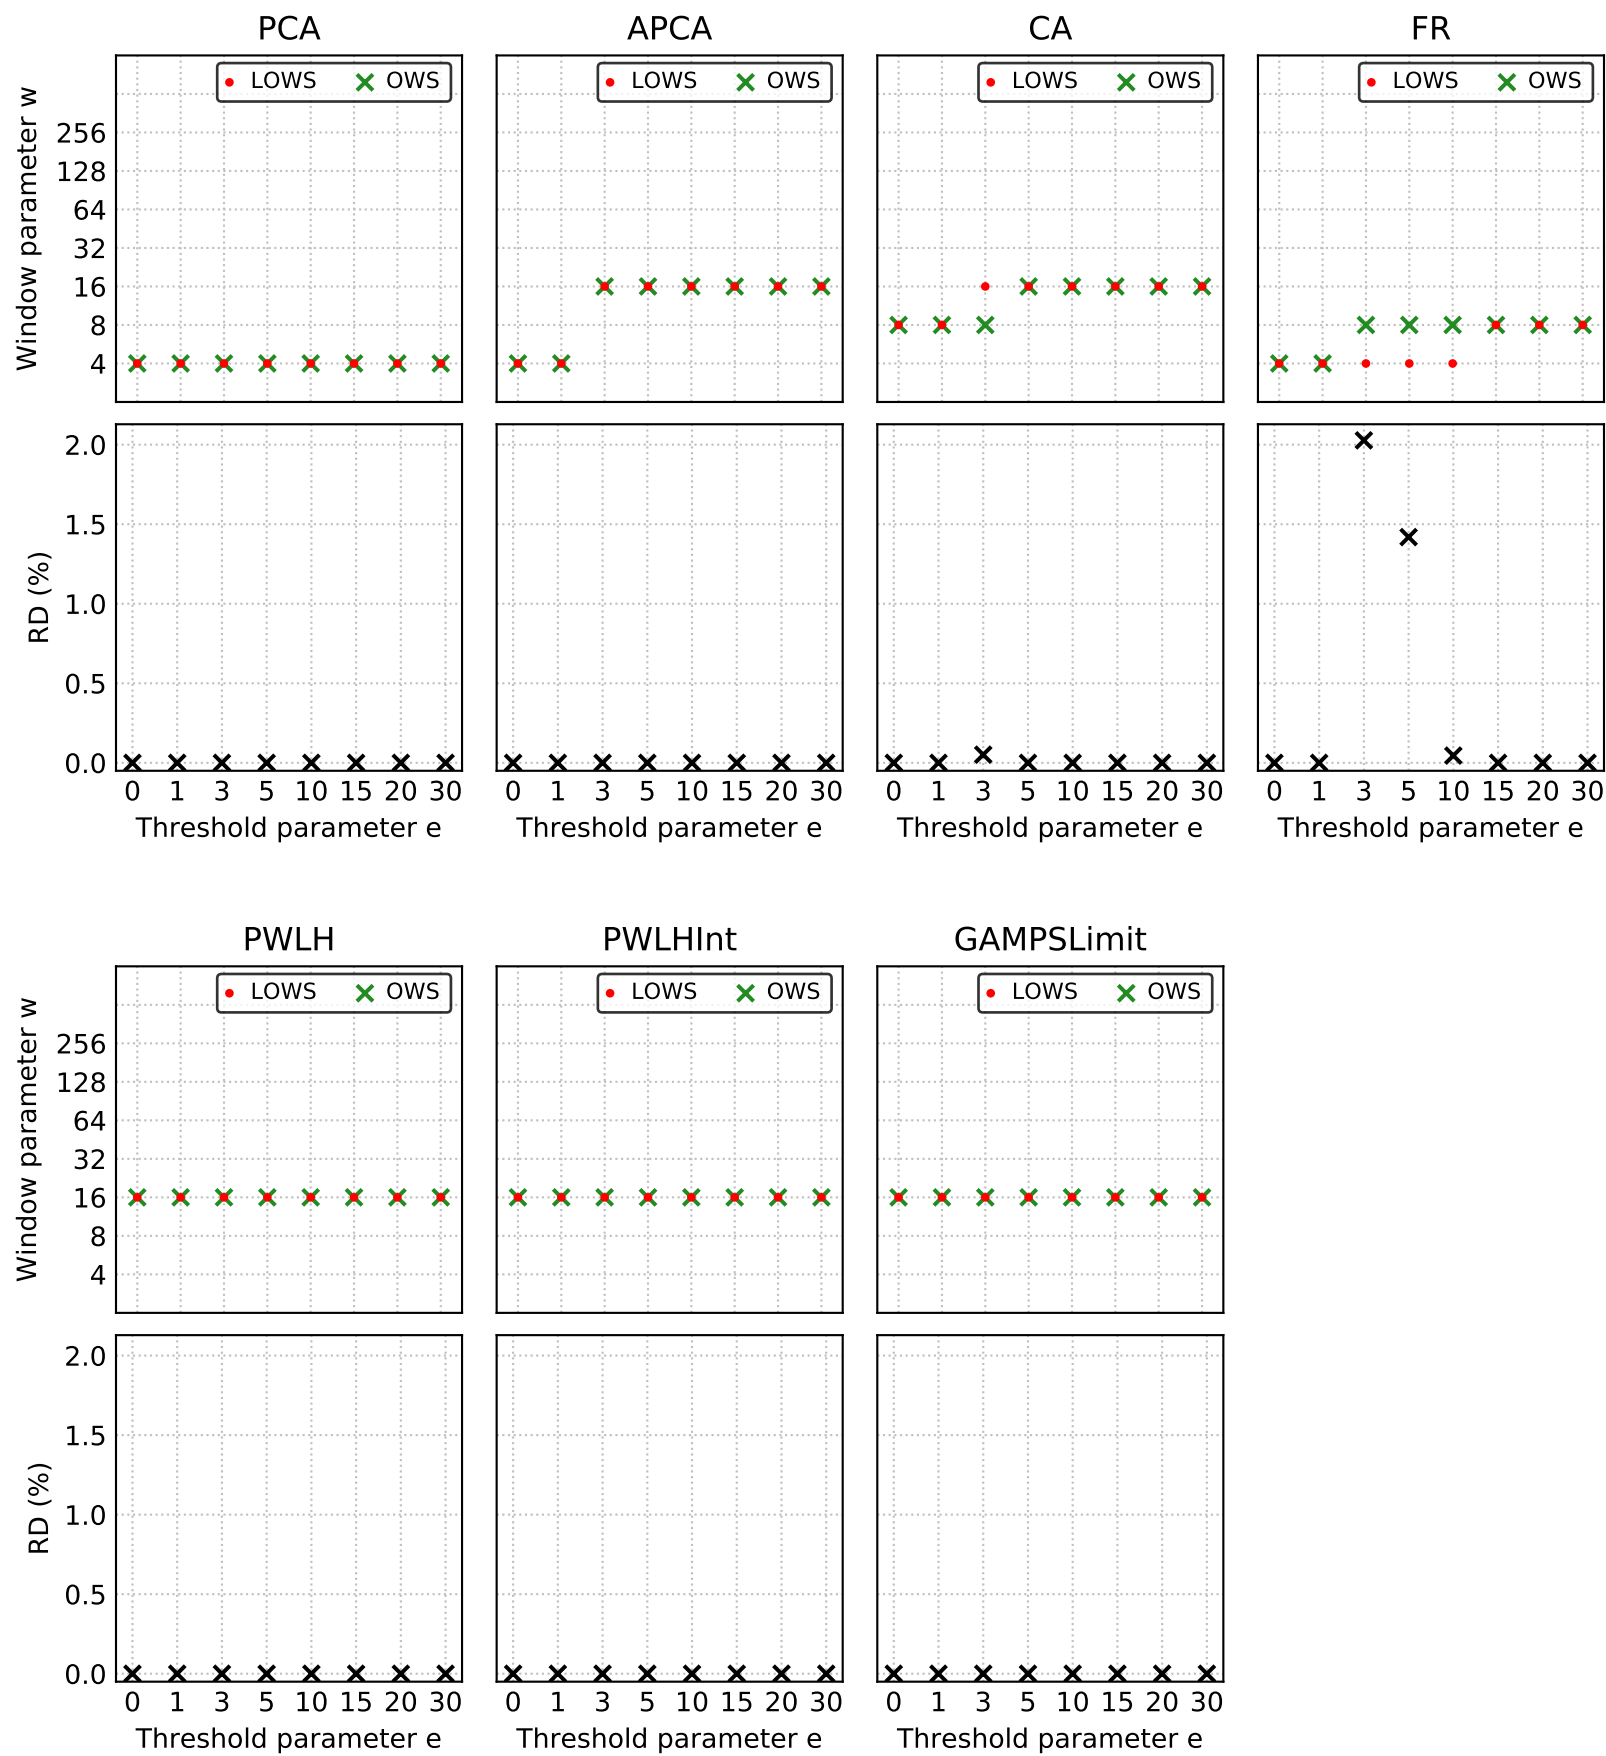 PCA APCA CA FR
LOWS OWS LOWS OWS LOWS OWS LOWS OWS
Window parameter w
256
128
64
32
16
8
4
RD (%)
2.0
1.5
1.0
0.5
0.0
0 1 3 5 10 15 20 30 0 1 3 5 10 15 20 30 0 1 3 5 10 15 20 30 0 1 3 5 10 15 20 30
Threshold parameter e Threshold parameter e Threshold parameter e Threshold parameter e
PWLH PWLHInt GAMPSLimit
LOWS OWS LOWS OWS LOWS OWS
Window parameter w
256
128
64
32
16
8
4
RD (%)
2.0
1.5
1.0
0.5
0.0
0 1 3 5 10 15 20 30 0 1 3 5 10 15 20 30 0 1 3 5 10 15 20 30
Threshold parameter e Threshold parameter e Threshold parameter e